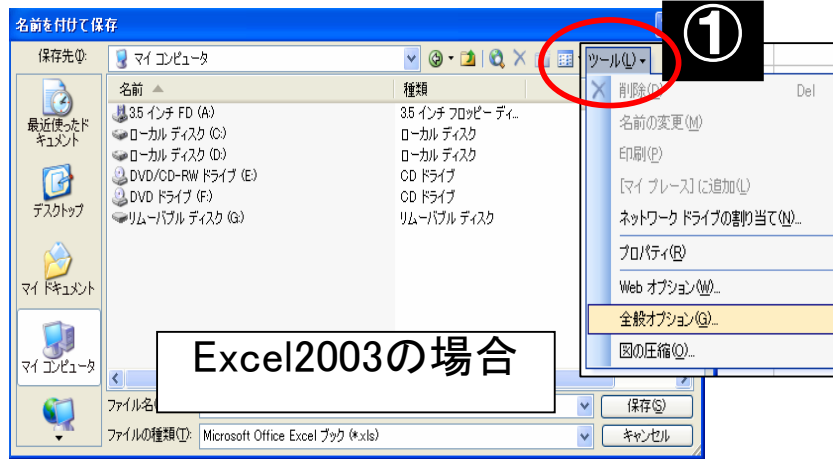 名前を付けて保存
①
保存先(I):
マイ コンピュータ
ツール(L)
名前
種類
3.5 インチ FD (A:)
3.5 インチ フロッピー ディ...
ローカル ディスク (C:)
ローカル ディスク
ローカル ディスク (D:)
ローカル ディスク
DVD/CD-RW ドライブ (E:)
CD ドライブ
DVD ドライブ (F:)
CD ドライブ
リムーバブル ディスク (G:)
リムーバブル ディスク
最近使ったド
キュメント
デスクトップ
マイ ドキュメント
マイ コンピュータ
削除(D)
Del
名前の変更(M)
印刷(P)
[マイ プレース] に追加(L)
ネットワーク ドライブの割り当て(N)...
プロパティ(R)
Web オプション(W)...
全般オプション(G)...
図の圧縮(O)...
Excel2003の場合
ファイル名(
保存(S)
ファイルの種類(T):
Microsoft Office Excel ブック (*.xls)
キャンセル